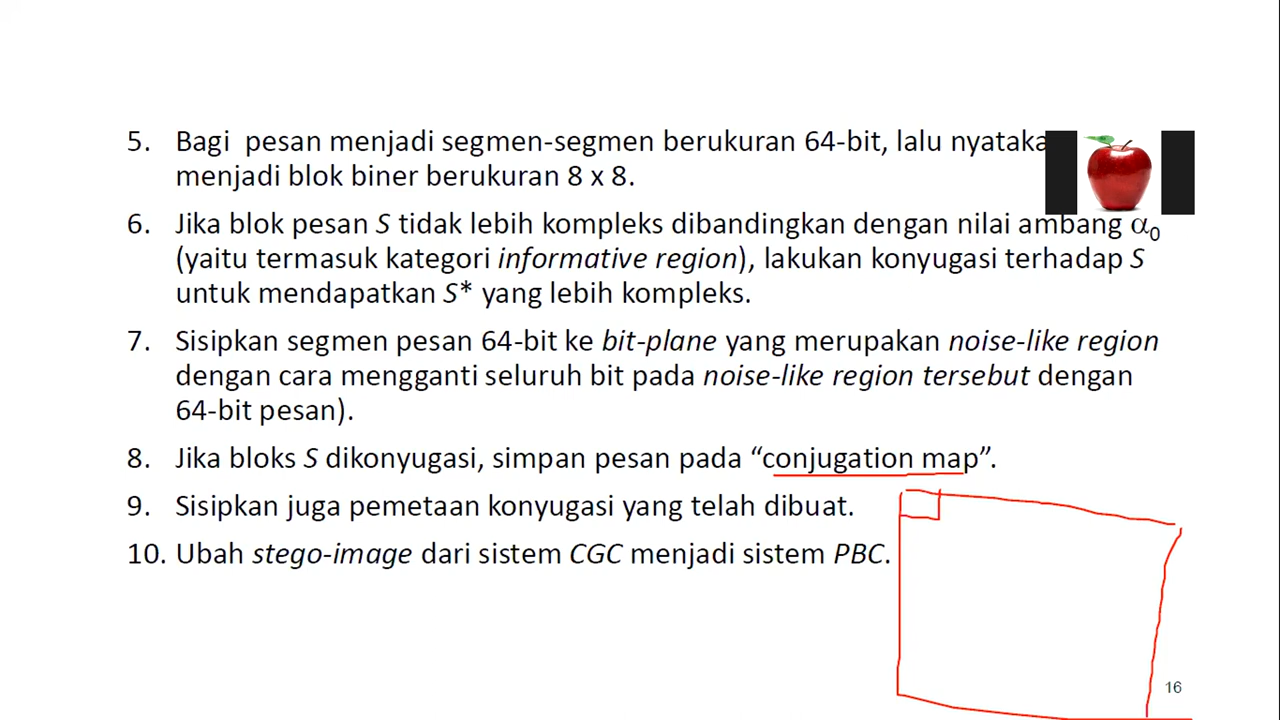 5. Bagi pesan menjadi segmen-segmen berukuran 64-bit, lalu nyataka
menjadi blok biner berukuran 8 x 8.
6. Jika blok pesan S tidak lebih kompleks dibandingkan dengan nilai ambang α0
(yaitu termasuk kategori informative region), lakukan konyugasi terhadap S
untuk mendapatkan S* yang lebih kompleks.
7. Sisipkan segmen pesan 64-bit ke bit-plane yang merupakan noise-like region
dengan cara mengganti seluruh bit pada noise-like region tersebut dengan
64-bit pesan).
8. Jika bloks S dikonyugasi, simpan pesan pada “conjugation map”.
9. Sisipkan juga pemetaan konyugasi yang telah dibuat.
10. Ubah stego-image dari sistem CGC menjadi sistem PBC.
16